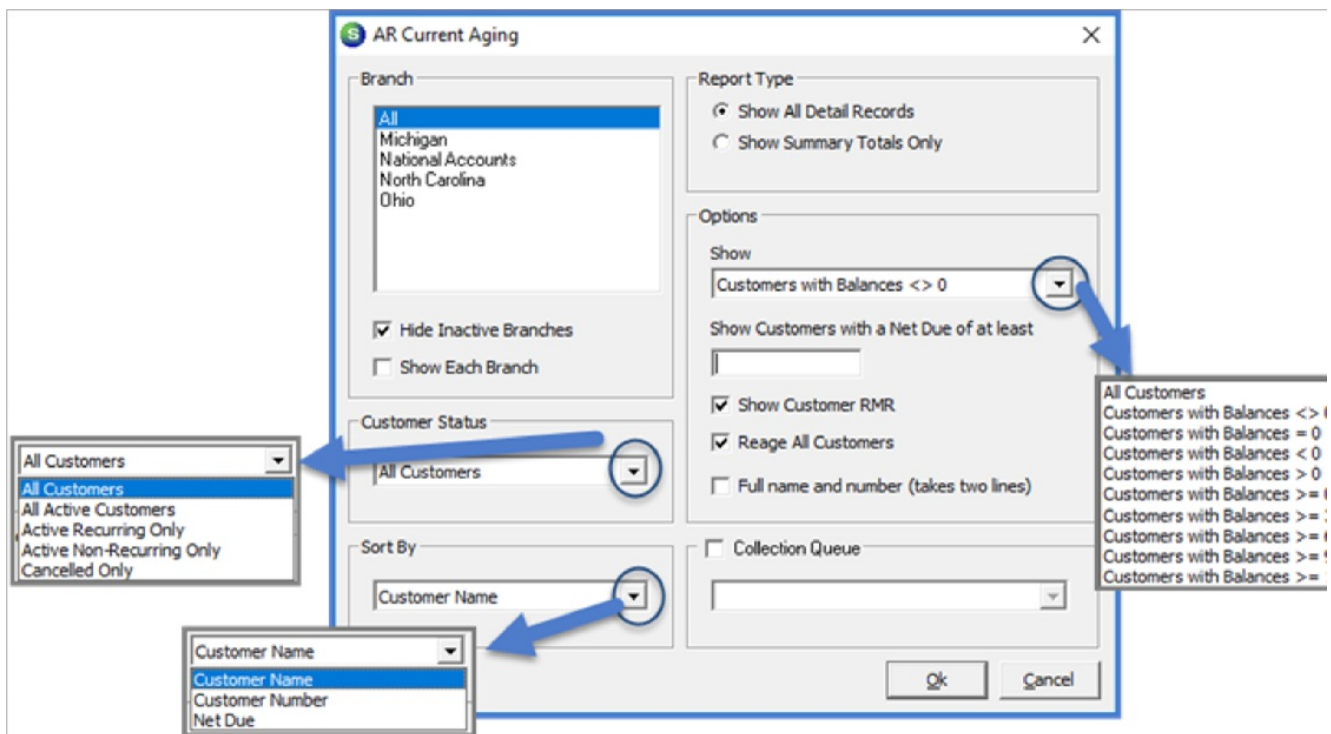 AR Current Aging
Branch
All
Michigan
National Accounts
North Carolina
Ohio
Hide Inactive Branches
Show Each Branch
Customer Status
All Customers
Sort By
Customer Name
Report Type
Show All Detail Records
Show Summary Totals Only
Options
Show
Customers with Balances <> 0
Show Customers with a Net Due of at least
Show Customer RMR
Reage All Customers
Full name and number (takes two lines)
Collection Queue
Ok
Cancel
All Customers
All Customers
All Active Customers
Active Recurring Only
Active Non-Recurring Only
Cancelled Only
Customer Name
Customer Name
Customer Number
Net Due
All Customers
Customers with Balances <>
Customers with Balances = 0
Customers with Balances < 0
Customers with Balances > 0
Customers with Balances >=
Customers with Balances >=
Customers with Balances >=
Customers with Balances >=
Customers with Balances >=